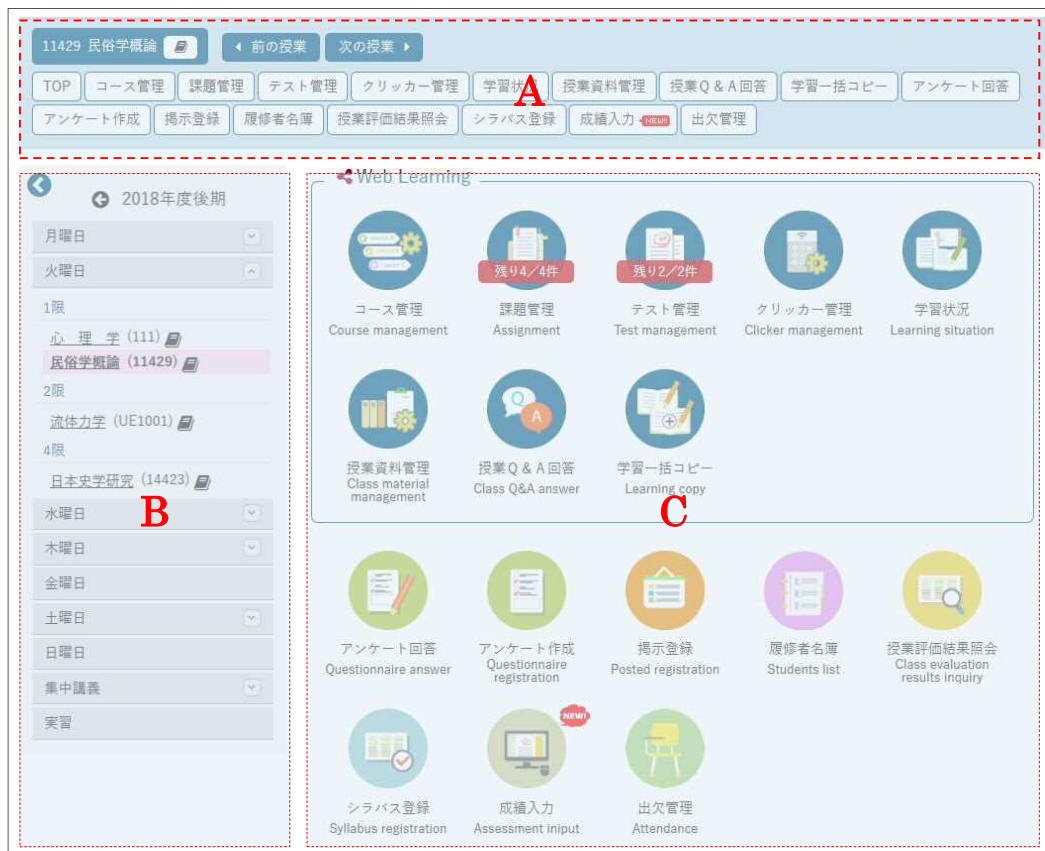 11429 民俗学概論
前の授業 次の授業
TOP コース管理 課題管理 テスト管理 クリッカー管理 学習状況 授業資料管理 授業Q & A回答 学習一括コピー アンケート回答
アンケート作成 掲示登録 履修者名簿 授業評価結果照会 シラバス登録 成績入力 NEW! 出欠管理
A
2018年度後期
月曜日
火曜日
1限
心 理 学 (111)
民俗学概論 (11429)
2限
流体力学 (UE1001)
4限
日本史学研究 (14423)
水曜日
木曜日
金曜日
土曜日
日曜日
集中講義
実習
B
Web Learning
残り4/4件 残り2/2件
コース管理 課題管理 テスト管理 クリッカー管理 学習状況
Course management Assignment Test management Clicker management Learning situation
Q A
授業資料管理 授業Q & A回答 学習一括コピー
Class material management Class Q&A answer Learning copy
C
アンケート回答 アンケート作成 掲示登録 履修者名簿 授業評価結果照会
Questionnaire answer Questionnaire registration Posted registration Students list Class evaluation results inquiry
NEW!
シラバス登録 成績入力 出欠管理
Syllabus registration Assessment iniput Attendance